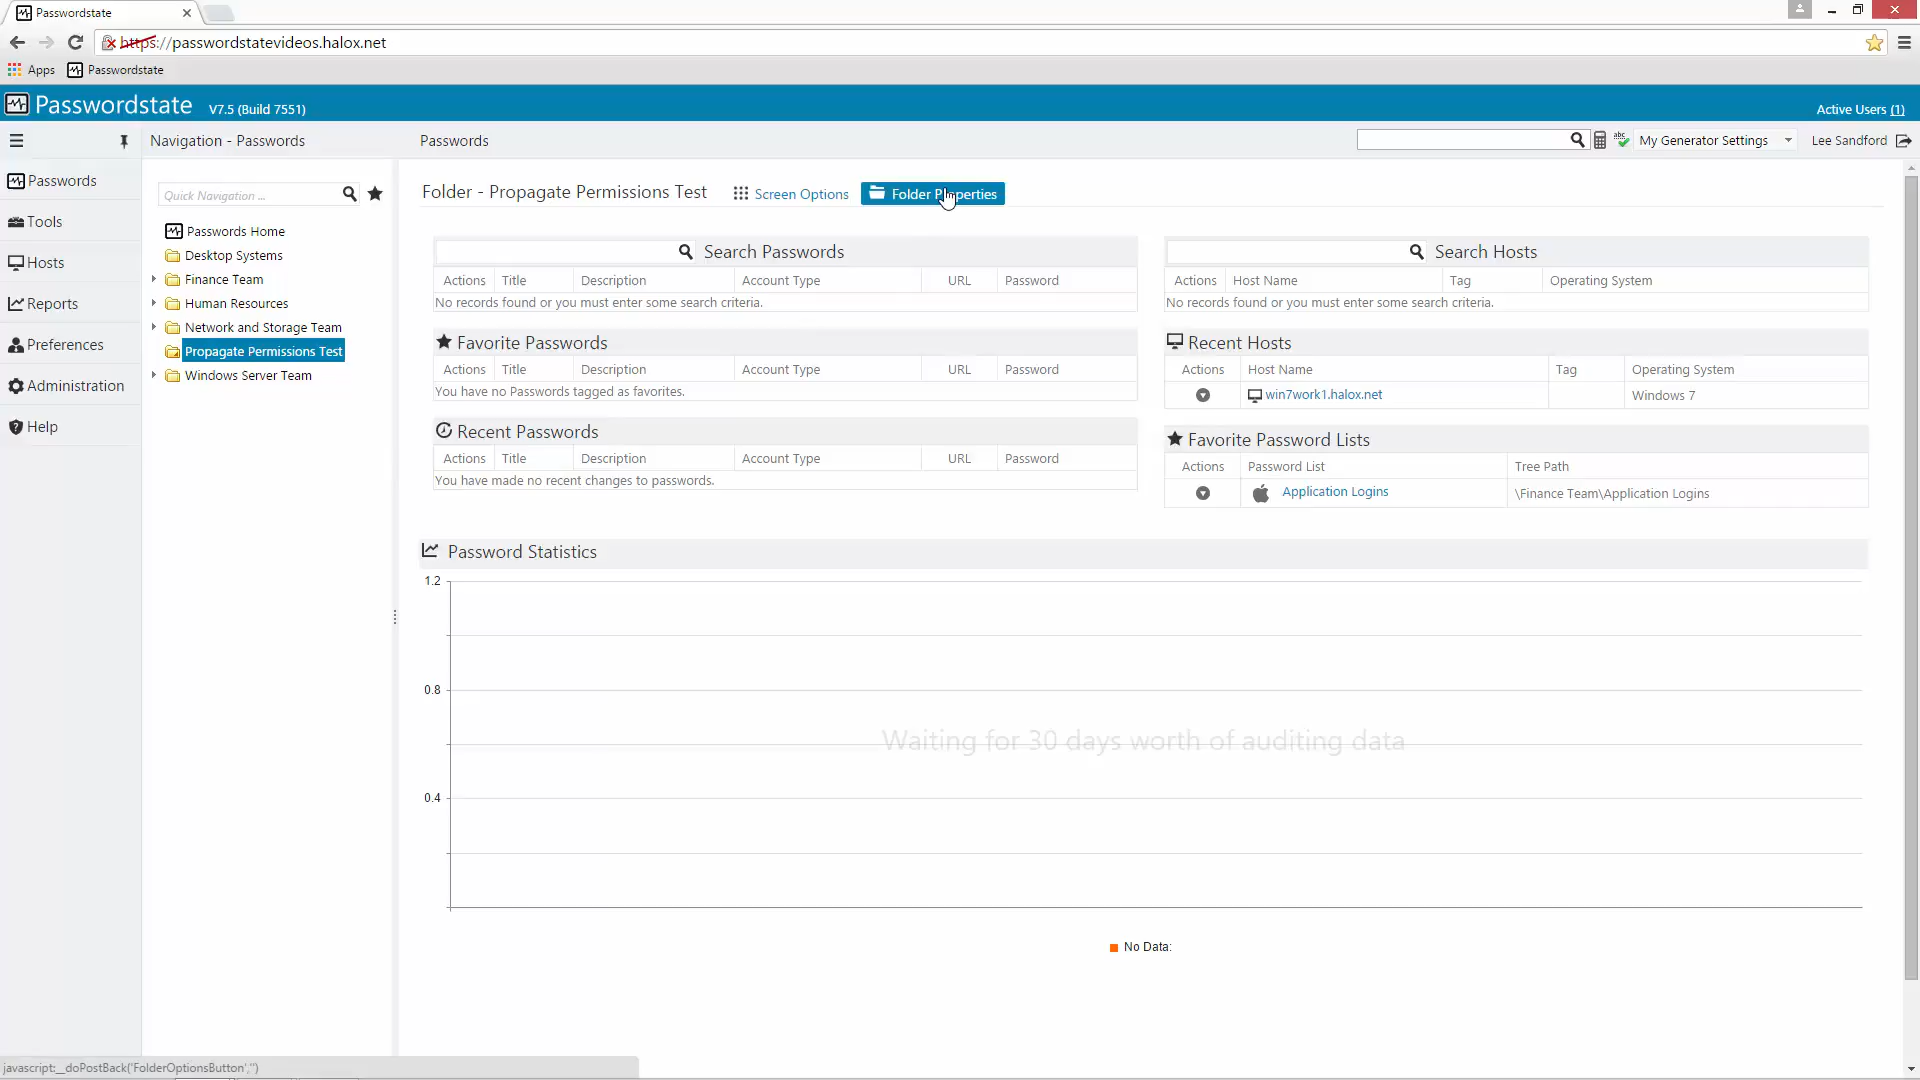 Passwordstate
https://passwordstatevideos.halox.net
Apps Passwordstate
Passwordstate V7.5 (Build 7551) Active Users (1)
Navigation - Passwords Passwords My Generator Settings Lee Sandford
Passwords
Tools
Hosts
Reports
Preferences
Administration
Help
Quick Navigation ...
Passwords Home
Desktop Systems
Finance Team
Human Resources
Network and Storage Team
Propagate Permissions Test
Windows Server Team
Folder - Propagate Permissions Test Screen Options Folder Properties
Search Passwords
Actions Title Description Account Type URL Password
No records found or you must enter some search criteria.
Favorite Passwords
Actions Title Description Account Type URL Password
You have no Passwords tagged as favorites.
Recent Passwords
Actions Title Description Account Type URL Password
You have made no recent changes to passwords.
Search Hosts
Actions Host Name Tag Operating System
No records found or you must enter some search criteria.
Recent Hosts
Actions Host Name Tag Operating System
win7work1.halox.net Windows 7
Favorite Password Lists
Actions Password List Tree Path
Application Logins \Finance Team\Application Logins
Password Statistics
1.2
0.8
Waiting for 30 days worth of auditing data
0.4
No Data:
javascript:__doPostBack('FolderOptionsButton','')